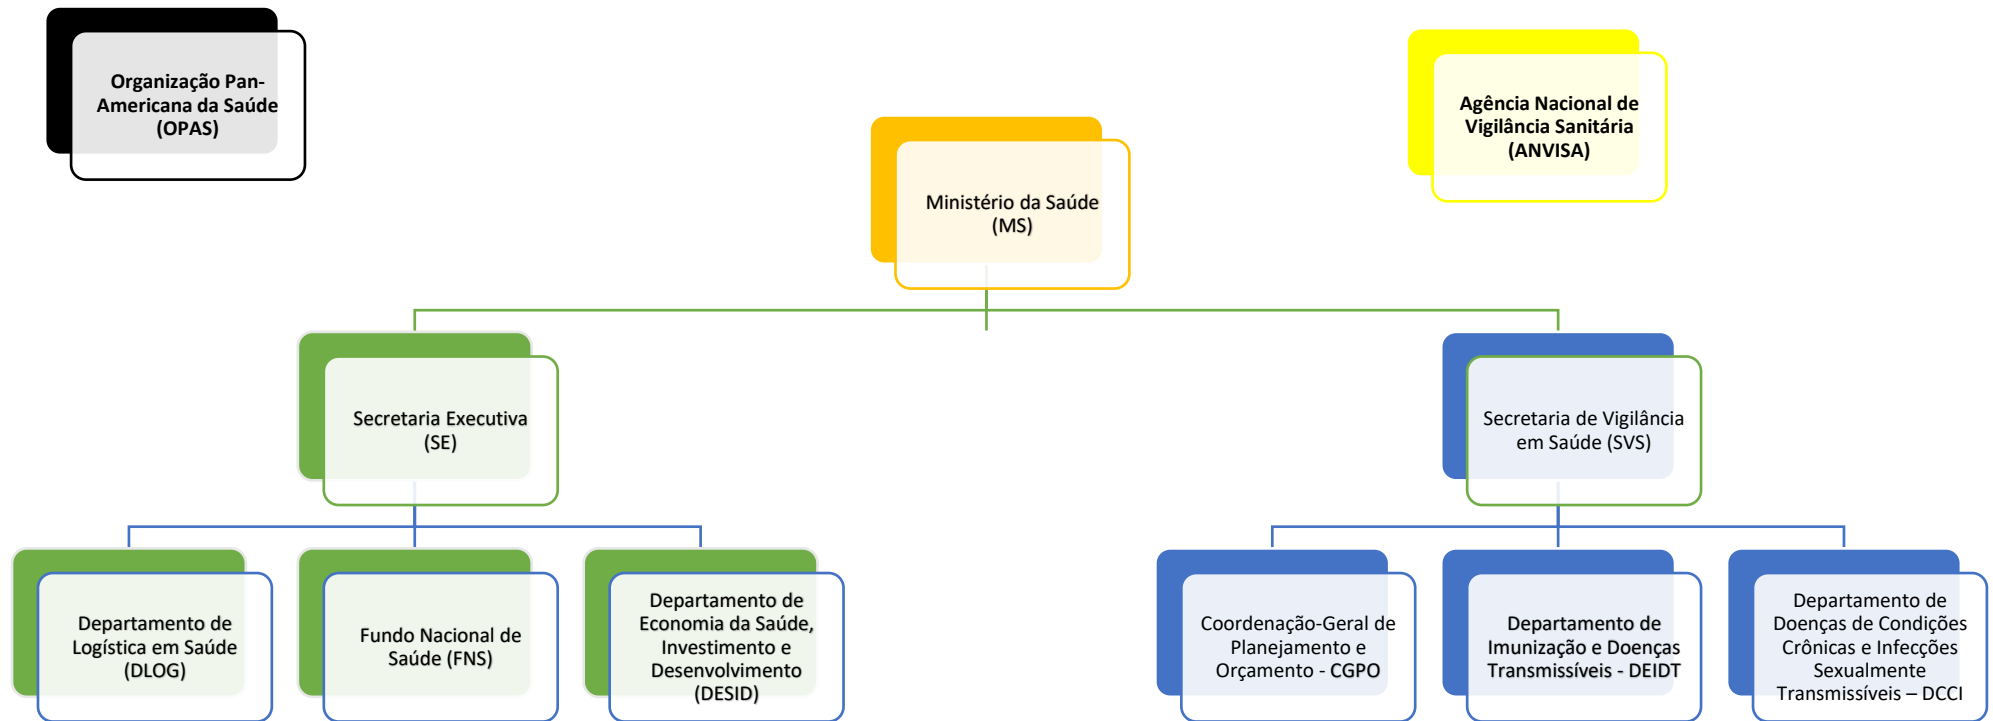 Organização Pan-
Americana da Saúde
(OPAS)
Agência Nacional de
Vigilância Sanitária
(ANVISA)
Ministério da Saúde
(MS)
Secretaria Executiva
(SE)
Secretaria de Vigilância
em Saúde (SVS)
Departamento de
Logística em Saúde
(DLOG)
Fundo Nacional de
Saúde (FNS)
Departamento de
Economia da Saúde,
Investimento e
Desenvolvimento
(DESID)
Coordenação-Geral de
Planejamento e
Orçamento - CGPO
Departamento de
Imunização e Doenças
Transmissíveis - DEIDT
Departamento de
Doenças de Condições
Crônicas e Infecções
Sexualmente
Transmissíveis – DCCI